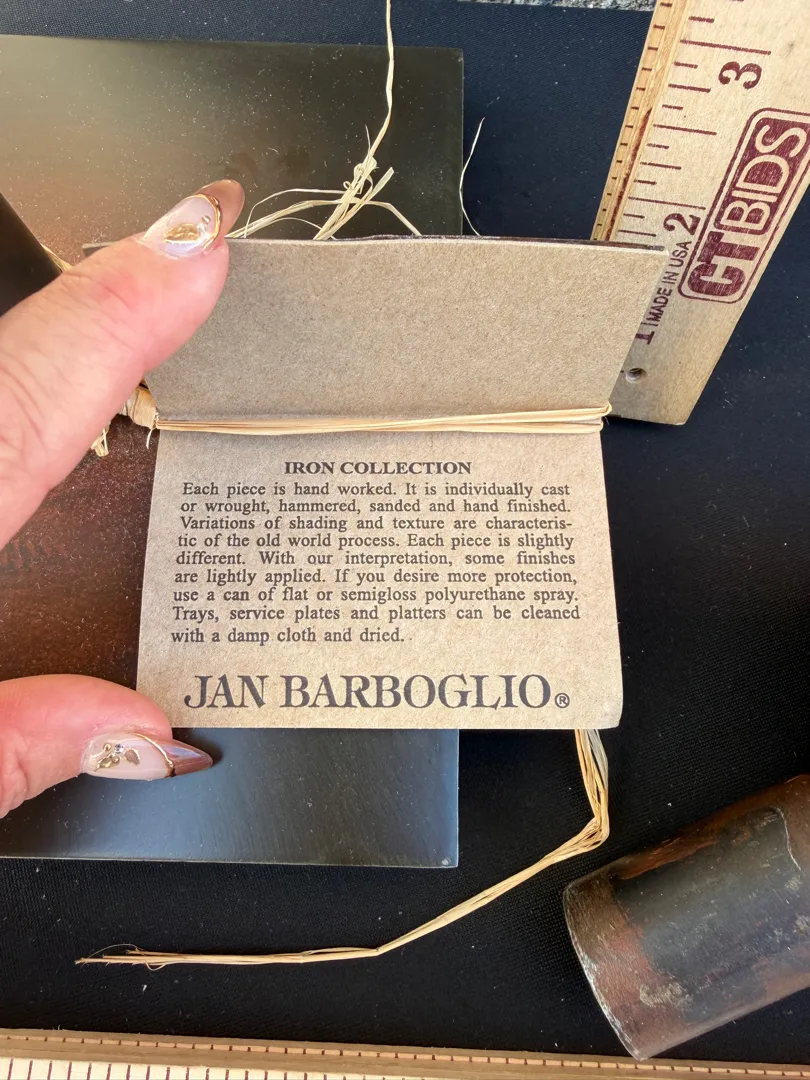 3
CTBIDS
2
MADE IN USA
1
IRON COLLECTION
Each piece is hand worked. It is individually cast
or wrought, hammered, sanded and hand finished.
Variations of shading and texture are characteris-
tic of the old world process. Each piece is slightly
different. With our interpretation, some finishes
are lightly applied. If you desire more protection,
use a can of flat or semigloss polyurethane spray.
Trays, service plates and platters can be cleaned
with a damp cloth and dried.
JAN BARBOGLIO®